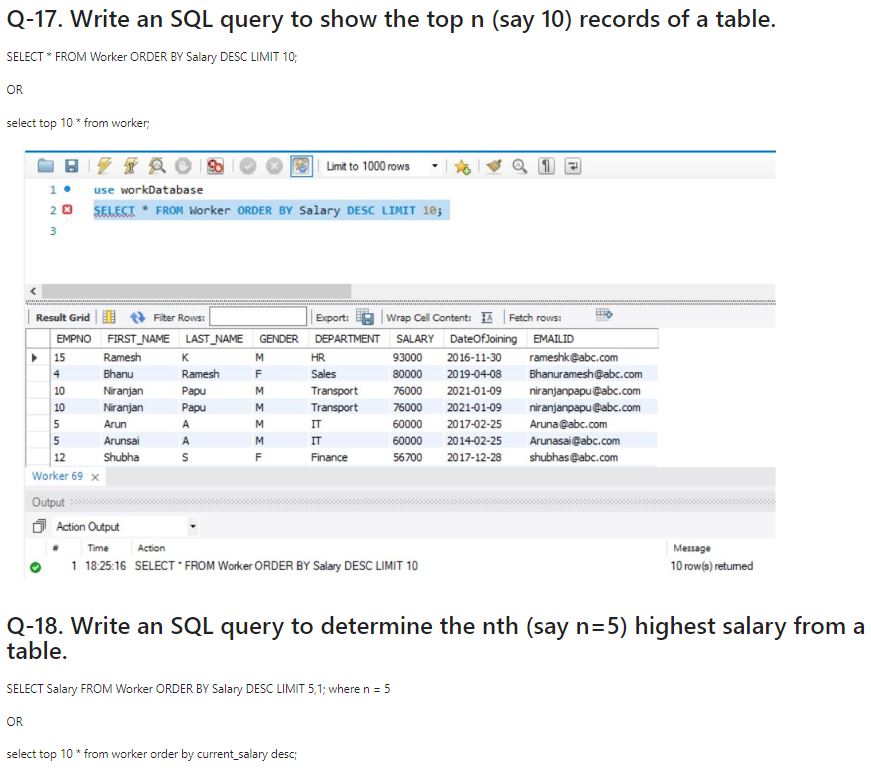 Q-17. Write an SQL query to show the top n (say 10) records of a table.
SELECT * FROM Worker ORDER BY Salary DESC LIMIT 10;
OR
select top 10 * from worker;
Limit to 1000 rows
1 use workDatabase
2 SELECT * FROM Worker ORDER BY Salary DESC LIMIT 10;
3
Result Grid Filter Rows: Export: Wrap Cell Content: IA Fetch rows:
EMPNO FIRST_NAME LAST_NAME GENDER DEPARTMENT SALARY DateOfJoining EMAILID
15 Ramesh K M HR 93000 2016-11-30 rameshk@abc.com
4 Bhanu Ramesh F Sales 80000 2019-04-08 Bhanuramesh@abc.com
10 Niranjan Papu M Transport 76000 2021-01-09 niranjanpapu@abc.com
10 Niranjan Papu M Transport 76000 2021-01-09 niranjanpapu@abc.com
5 Arun A M IT 60000 2017-02-25 Aruna@abc.com
5 Arunsai A M IT 60000 2014-02-25 Arunasai@abc.com
12 Shubha S F Finance 56700 2017-12-28 shubhas@abc.com
Worker 69 x
Output
Action Output
# Time Action Message
1 18:25:16 SELECT * FROM Worker ORDER BY Salary DESC LIMIT 10 10 row(s) returned
Q-18. Write an SQL query to determine the nth (say n=5) highest salary from a
table.
SELECT Salary FROM Worker ORDER BY Salary DESC LIMIT 5,1; where n = 5
OR
select top 10 * from worker order by current_salary desc;